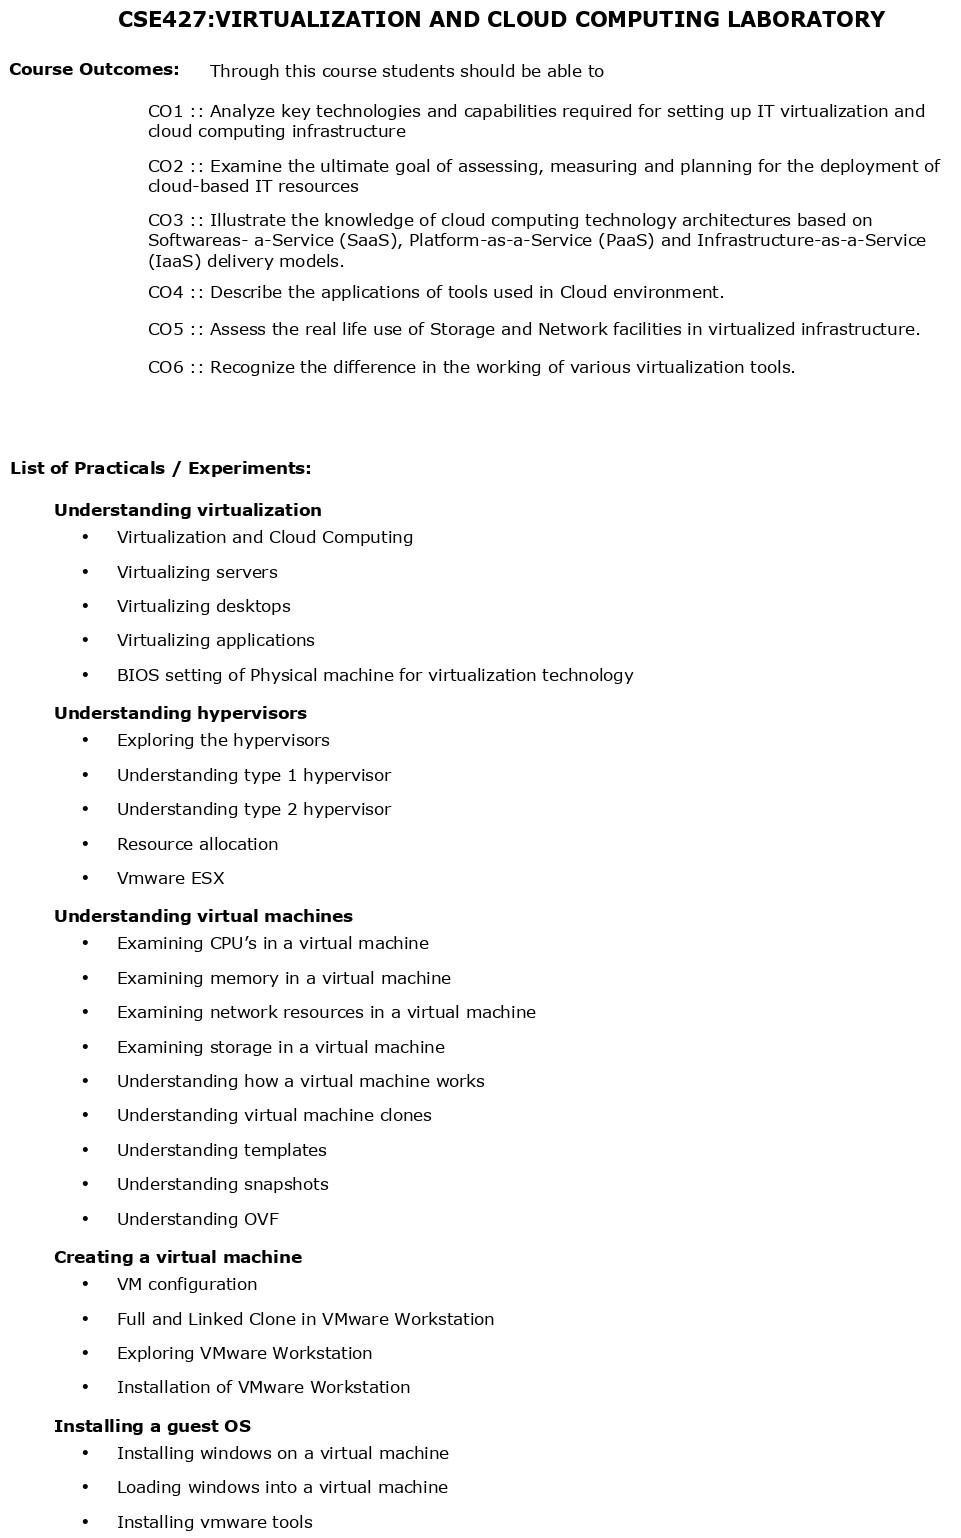 CSE427:VIRTUALIZATION AND CLOUD COMPUTING LABORATORY
Course Outcomes: Through this course students should be able to
CO1 :: Analyze key technologies and capabilities required for setting up IT virtualization and
cloud computing infrastructure
CO2 :: Examine the ultimate goal of assessing, measuring and planning for the deployment of
cloud-based IT resources
CO3 :: Illustrate the knowledge of cloud computing technology architectures based on
Softwareas- a-Service (SaaS), Platform-as-a-Service (PaaS) and Infrastructure-as-a-Service
(IaaS) delivery models.
CO4 :: Describe the applications of tools used in Cloud environment.
CO5 :: Assess the real life use of Storage and Network facilities in virtualized infrastructure.
CO6 :: Recognize the difference in the working of various virtualization tools.
List of Practicals / Experiments:
Understanding virtualization
• Virtualization and Cloud Computing
• Virtualizing servers
• Virtualizing desktops
• Virtualizing applications
• BIOS setting of Physical machine for virtualization technology
Understanding hypervisors
• Exploring the hypervisors
• Understanding type 1 hypervisor
• Understanding type 2 hypervisor
• Resource allocation
• Vmware ESX
Understanding virtual machines
• Examining CPU’s in a virtual machine
• Examining memory in a virtual machine
• Examining network resources in a virtual machine
• Examining storage in a virtual machine
• Understanding how a virtual machine works
• Understanding virtual machine clones
• Understanding templates
• Understanding snapshots
• Understanding OVF
Creating a virtual machine
• VM configuration
• Full and Linked Clone in VMware Workstation
• Exploring VMware Workstation
• Installation of VMware Workstation
Installing a guest OS
• Installing windows on a virtual machine
• Loading windows into a virtual machine
• Installing vmware tools